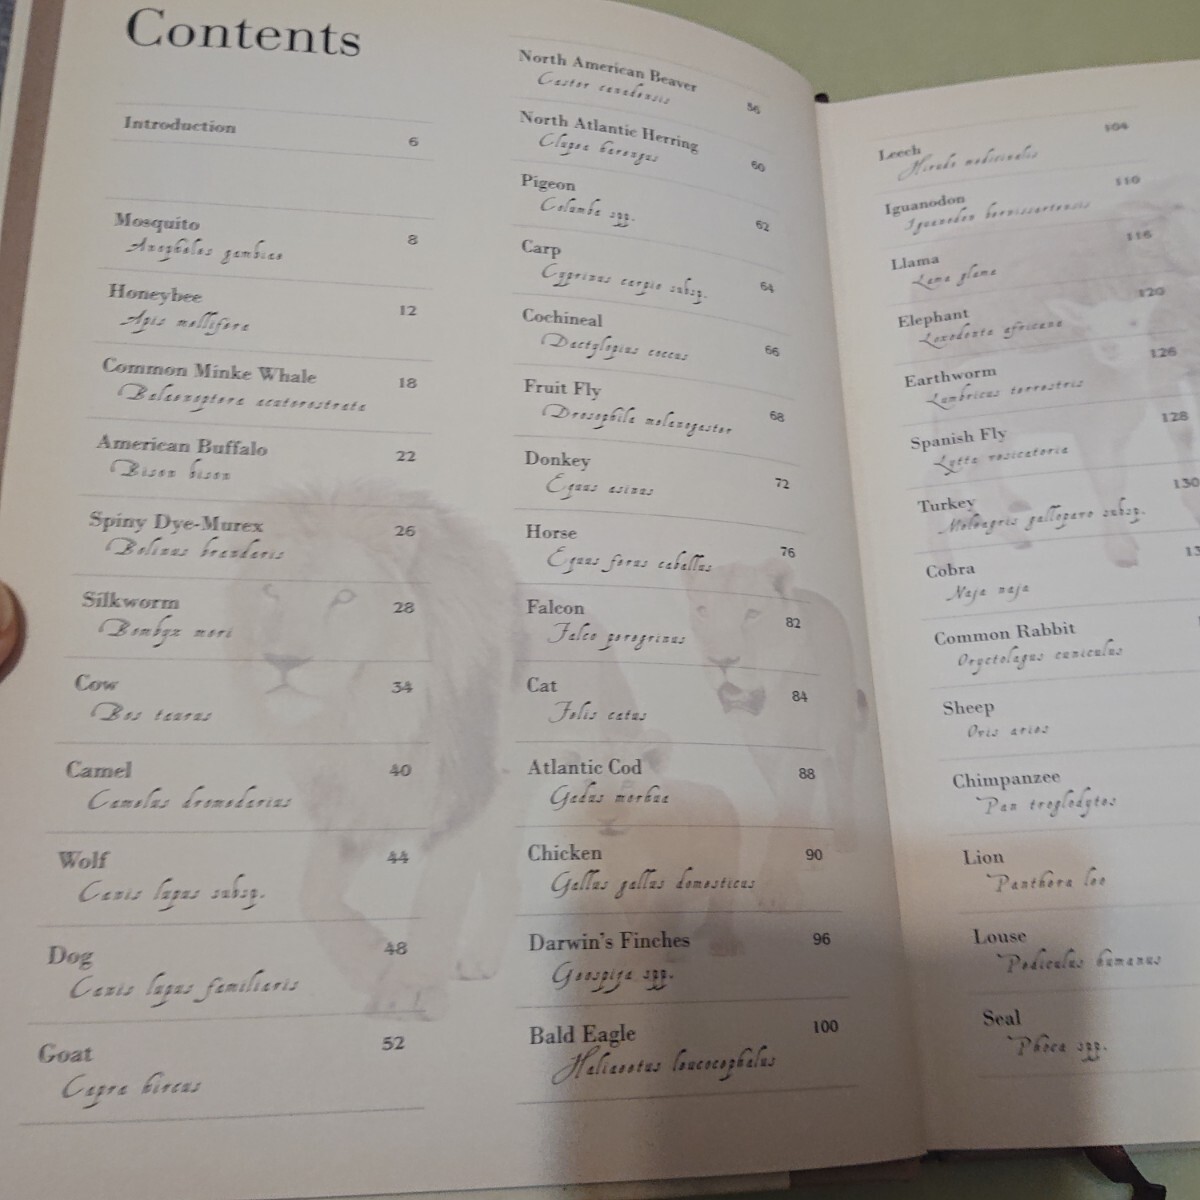 Contents
Introduction 6
Mosquito 8
Anopheles gambiae
Honeybee 12
Apis mellifera
Common Minke Whale 18
Balaenoptera acutorostrata
American Buffalo 22
Bison bison
Spiny Dye-Murex 26
Bolinus brandaris
Silkworm 28
Bombyx mori
Cow 34
Bos taurus
Camel 40
Camelus dromedarius
Wolf 44
Canis lupus subsp.
Dog 48
Canis lupus familiaris
Goat 52
Capra hircus
North American Beaver 56
Castor canadensis
North Atlantic Herring 60
Clupea harengus
Pigeon 62
Columba spp.
Carp 64
Cyprinus carpio subsp.
Cochineal 66
Dactylopius coccus
Fruit Fly 68
Drosophila melanogaster
Donkey 72
Equus asinus
Horse 76
Equus ferus caballus
Falcon 82
Falco peregrinus
Cat 84
Felis catus
Atlantic Cod 88
Gadus morhua
Chicken 90
Gallus gallus domesticus
Darwin's Finches 96
Geospiza spp.
Bald Eagle 100
Haliaeetus leucocephalus
Leech 104
Hirudo medicinalis
Iguanodon 110
Iguanodon bernissartensis
Llama 116
Lama glama
Elephant 120
Loxodonta africana
Earthworm 126
Lumbricus terrestris
Spanish Fly 128
Lytta vesicatoria
Turkey 130
Meleagris gallopavo subsp.
Cobra
Naja naja
Common Rabbit
Oryctolagus cuniculus
Sheep
Ovis aries
Chimpanzee
Pan troglodytes
Lion
Panthera leo
Louse
Pediculus humanus
Seal
Phoca spp.